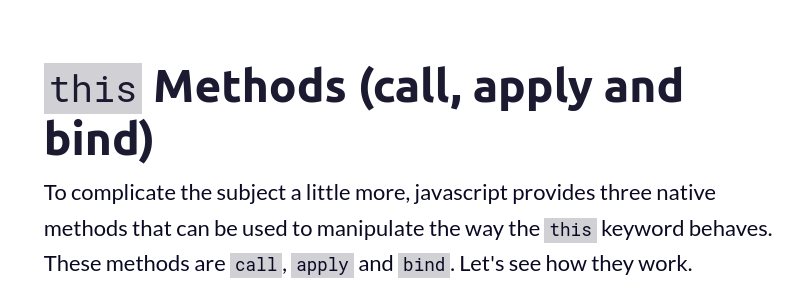 this Methods (call, apply and
bind)
To complicate the subject a little more, javascript provides three native
methods that can be used to manipulate the way the this keyword behaves.
These methods are call, apply and bind. Let's see how they work.